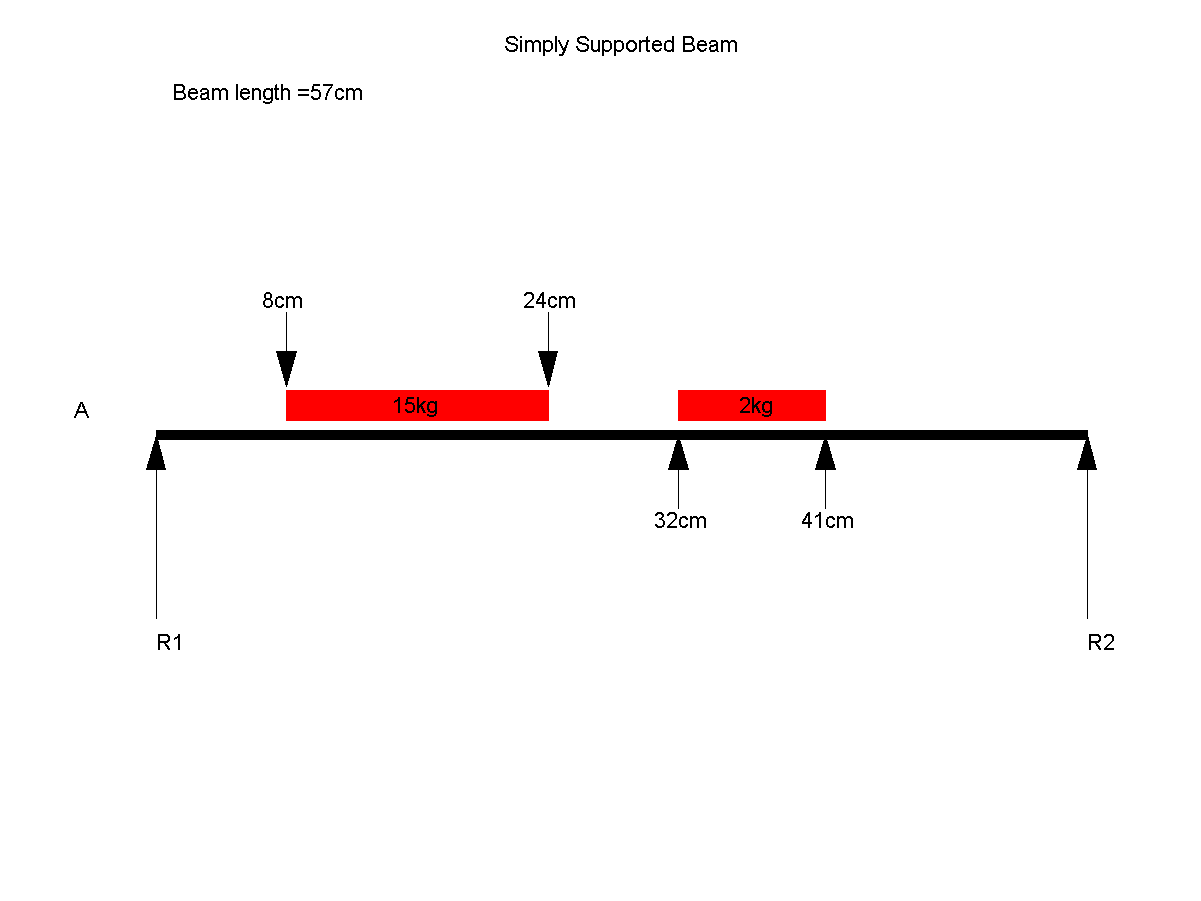 Simply Supported Beam
Beam length =57cm
8cm
24cm
A
15kg
2kg
32cm
41cm
R1
R2